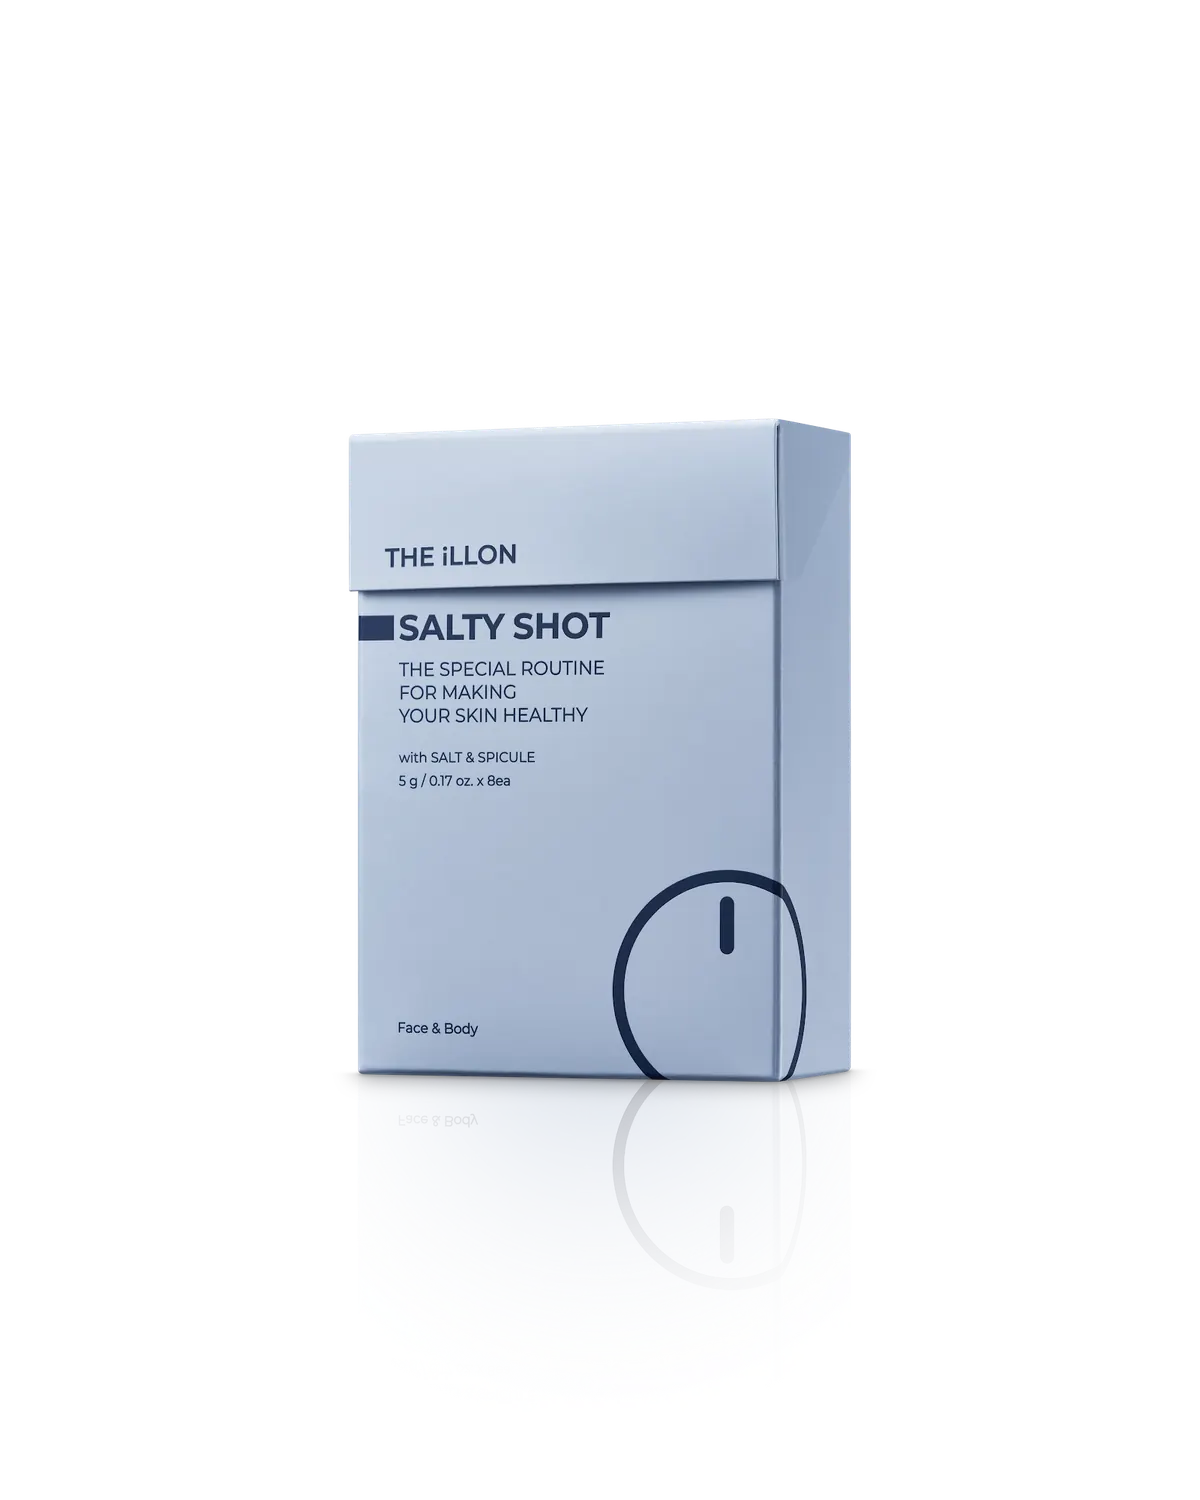 THE iLLON
SALTY SHOT
THE SPECIAL ROUTINE
FOR MAKING
YOUR SKIN HEALTHY
with SALT & SPICULE
5 g / 0.17 oz. x 8ea
Face & Body